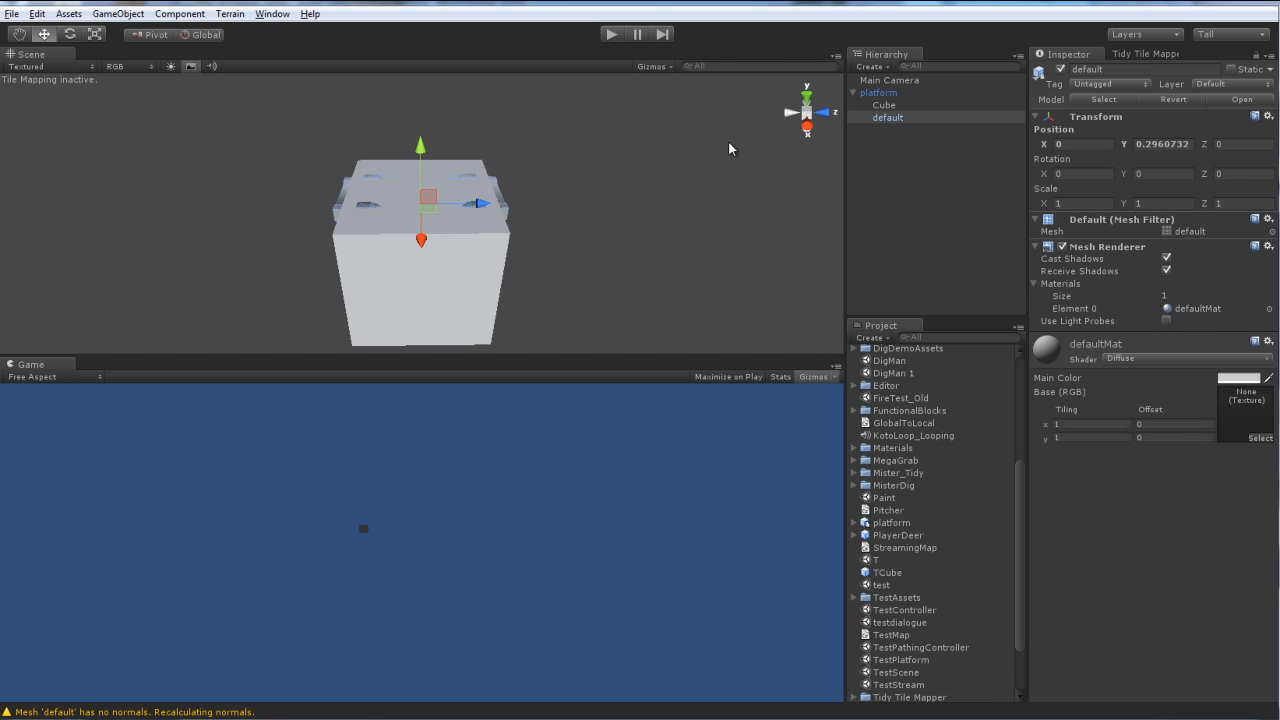 File Edit Assets GameObject Component Terrain Window Help
Pivot Global Layers Tall
Scene
Textured RGB Gizmos All
Tile Mapping inactive.
y
z
x
Game
Free Aspect Maximize on Play Stats Gizmos
Hierarchy
Create All
Main Camera
platform
Cube
default
Project
Create All
DigDemoAssets
DigMan
DigMan 1
Editor
FireTest_Old
FunctionalBlocks
GlobalToLocal
KotoLoop_Looping
Materials
MegaGrab
Mister_Tidy
MisterDig
Paint
Pitcher
platform
PlayerDeer
StreamingMap
T
TCube
test
TestAssets
TestController
testdialogue
TestMap
TestPathingController
TestPlatform
TestScene
TestStream
Tidy Tile Mapper
Inspector Tidy Tile Mappe
default Static
Tag Untagged Layer Default
Model Select Revert Open
Transform
Position
X 0 Y 0.2960732 Z 0
Rotation
X 0 Y 0 Z 0
Scale
X 1 Y 1 Z 1
Default (Mesh Filter)
Mesh default
Mesh Renderer
Cast Shadows
Receive Shadows
Materials
Size 1
Element 0 defaultMat
Use Light Probes
defaultMat
Shader Diffuse
Main Color
Base (RGB) None
(Texture)
Tiling Offset
x 1 0
y 1 0
Select
Mesh 'default' has no normals. Recalculating normals.